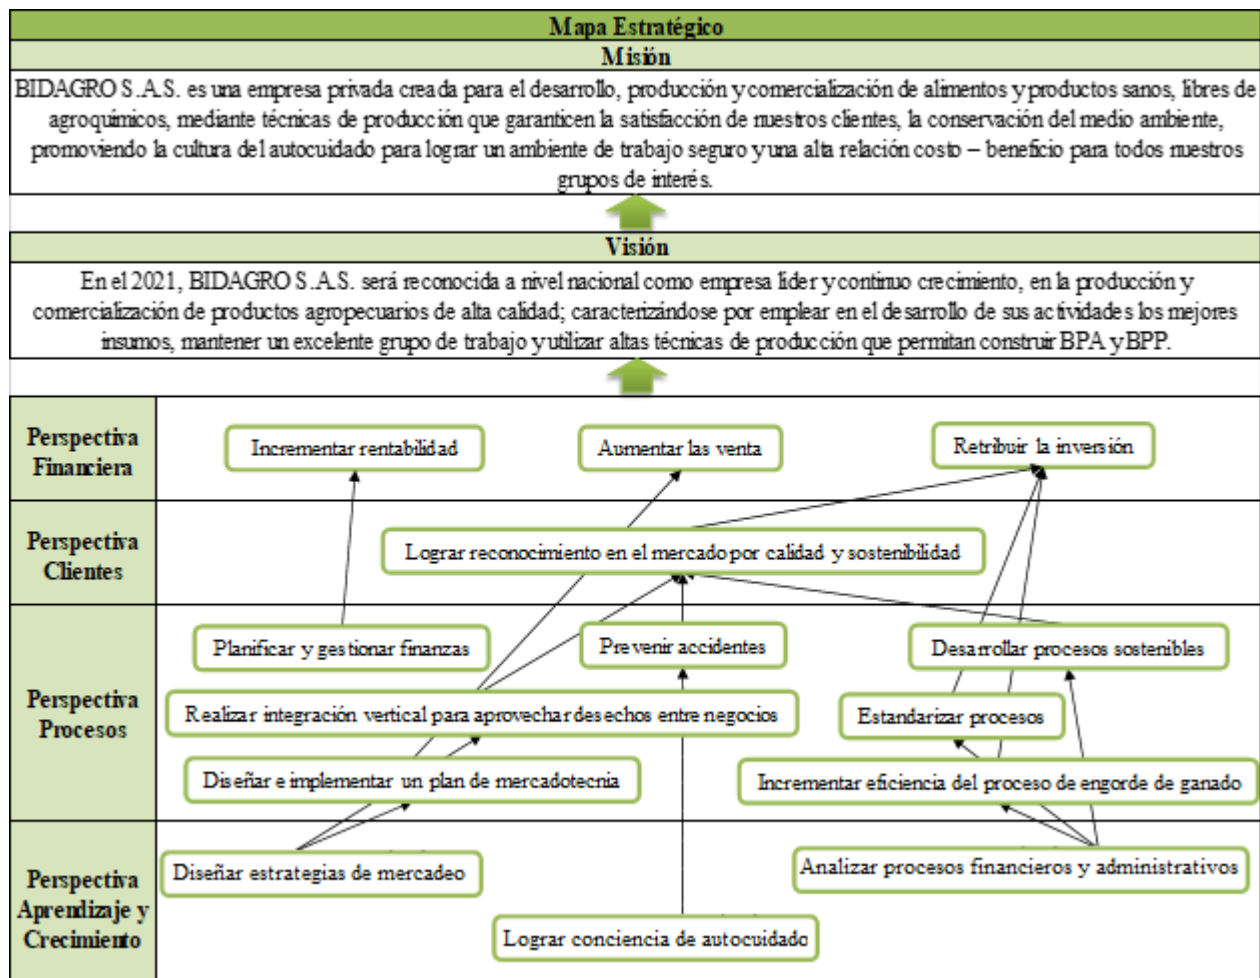 Mapa Estratégico
Misión
BIDAGRO S.A.S. es una empresa privada creada para el desarrollo, producción y comercialización de alimentos y productos sanos, libres de
agroquímicos, mediante técnicas de producción que garanticen la satisfacción de nuestros clientes, la conservación del medio ambiente,
promoviendo la cultura del autocuidado para lograr un ambiente de trabajo seguro y una alta relación costo – beneficio para todos nuestros
grupos de interés.
Visión
En el 2021, BIDAGRO S.A.S. será reconocida a nivel nacional como empresa líder y continuo crecimiento, en la producción y
comercialización de productos agropecuarios de alta calidad; caracterizándose por emplear en el desarrollo de sus actividades los mejores
insumos, mantener un excelente grupo de trabajo y utilizar altas técnicas de producción que permitan construir BPA y BPP.
Perspectiva
Financiera
Incrementar rentabilidad
Aumentar las venta
Retribuir la inversión
Perspectiva
Clientes
Lograr reconocimiento en el mercado por calidad y sostenibilidad
Perspectiva
Procesos
Planificar y gestionar finanzas
Prevenir accidentes
Desarrollar procesos sostenibles
Realizar integración vertical para aprovechar desechos entre negocios
Estandarizar procesos
Diseñar e implementar un plan de mercadotecnia
Incrementar eficiencia del proceso de engorde de ganado
Perspectiva
Aprendizaje y
Crecimiento
Diseñar estrategias de mercadeo
Analizar procesos financieros y administrativos
Lograr conciencia de autocuidado